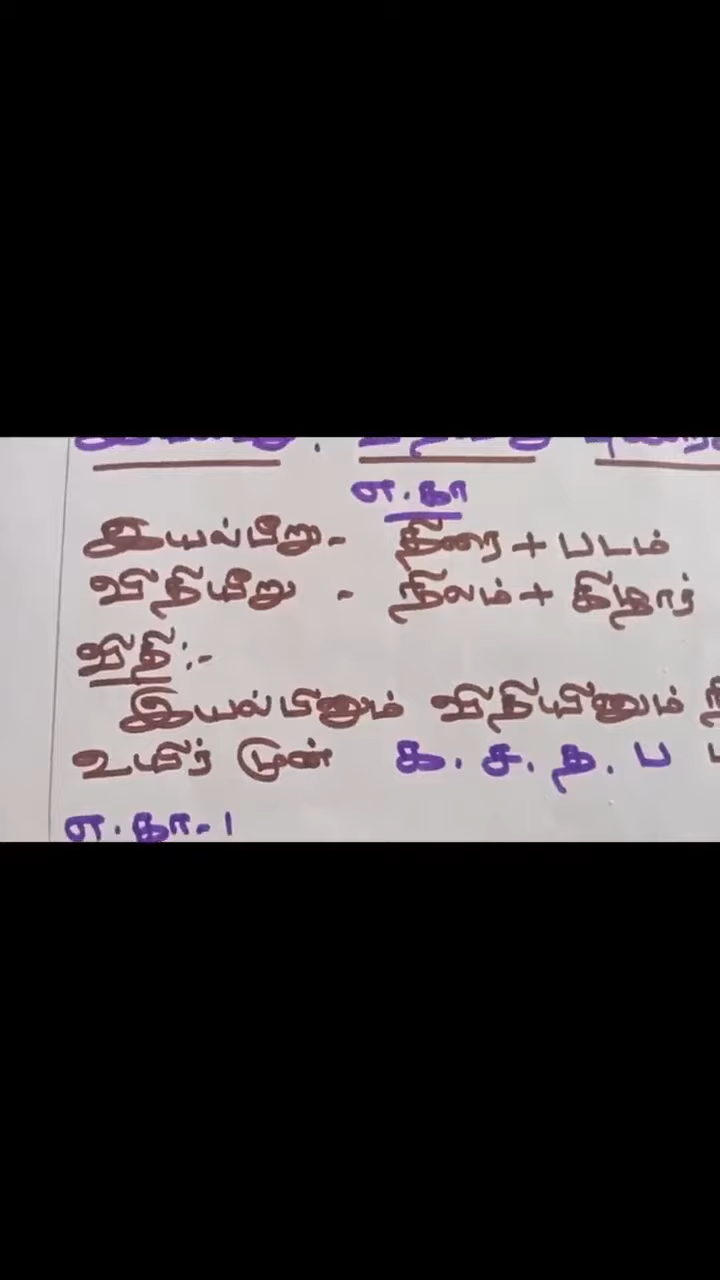 எ.கா
இயல்பீறு - திரை + படம்
விதியீறு - நிலம் + கிழார்
விதி :-
இயல்பினும் விதியினும்
உயிர் முன் க. ச. த. ப
எ.கா - 1